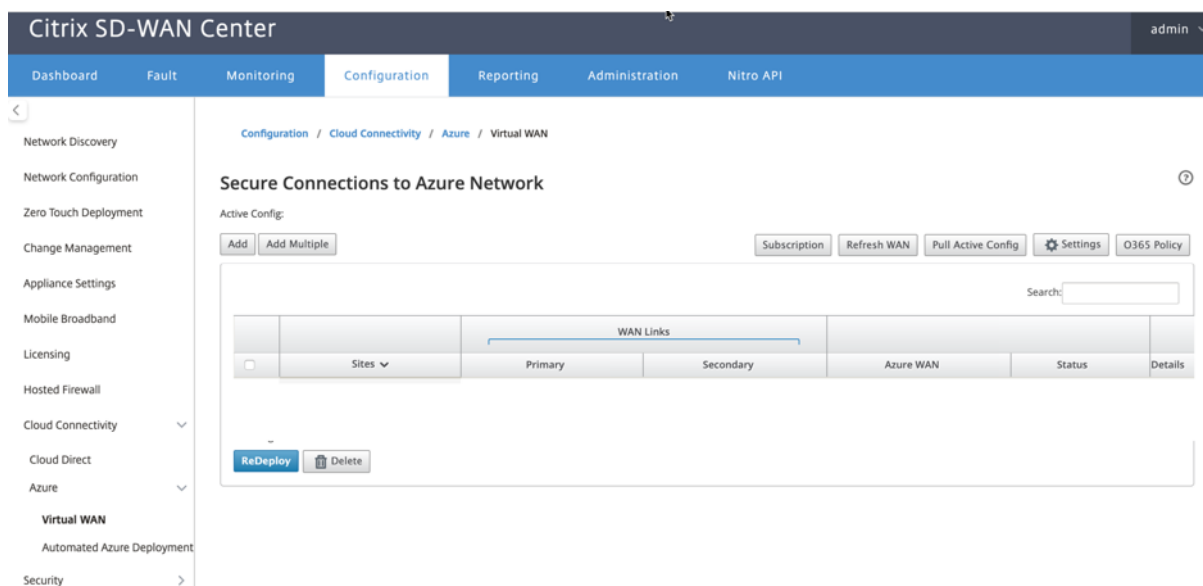 Citrix SD-WAN Center
admin
Dashboard Fault Monitoring Configuration Reporting Administration Nitro API
Network Discovery
Network Configuration
Zero Touch Deployment
Change Management
Appliance Settings
Mobile Broadband
Licensing
Hosted Firewall
Cloud Connectivity
Cloud Direct
Azure
Virtual WAN
Automated Azure Deployment
Security
Configuration / Cloud Connectivity / Azure / Virtual WAN
Secure Connections to Azure Network
Active Config:
Add Add Multiple Subscription Refresh WAN Pull Active Config Settings O365 Policy
Search:
WAN Links
Sites Primary Secondary Azure WAN Status Details
ReDeploy Delete